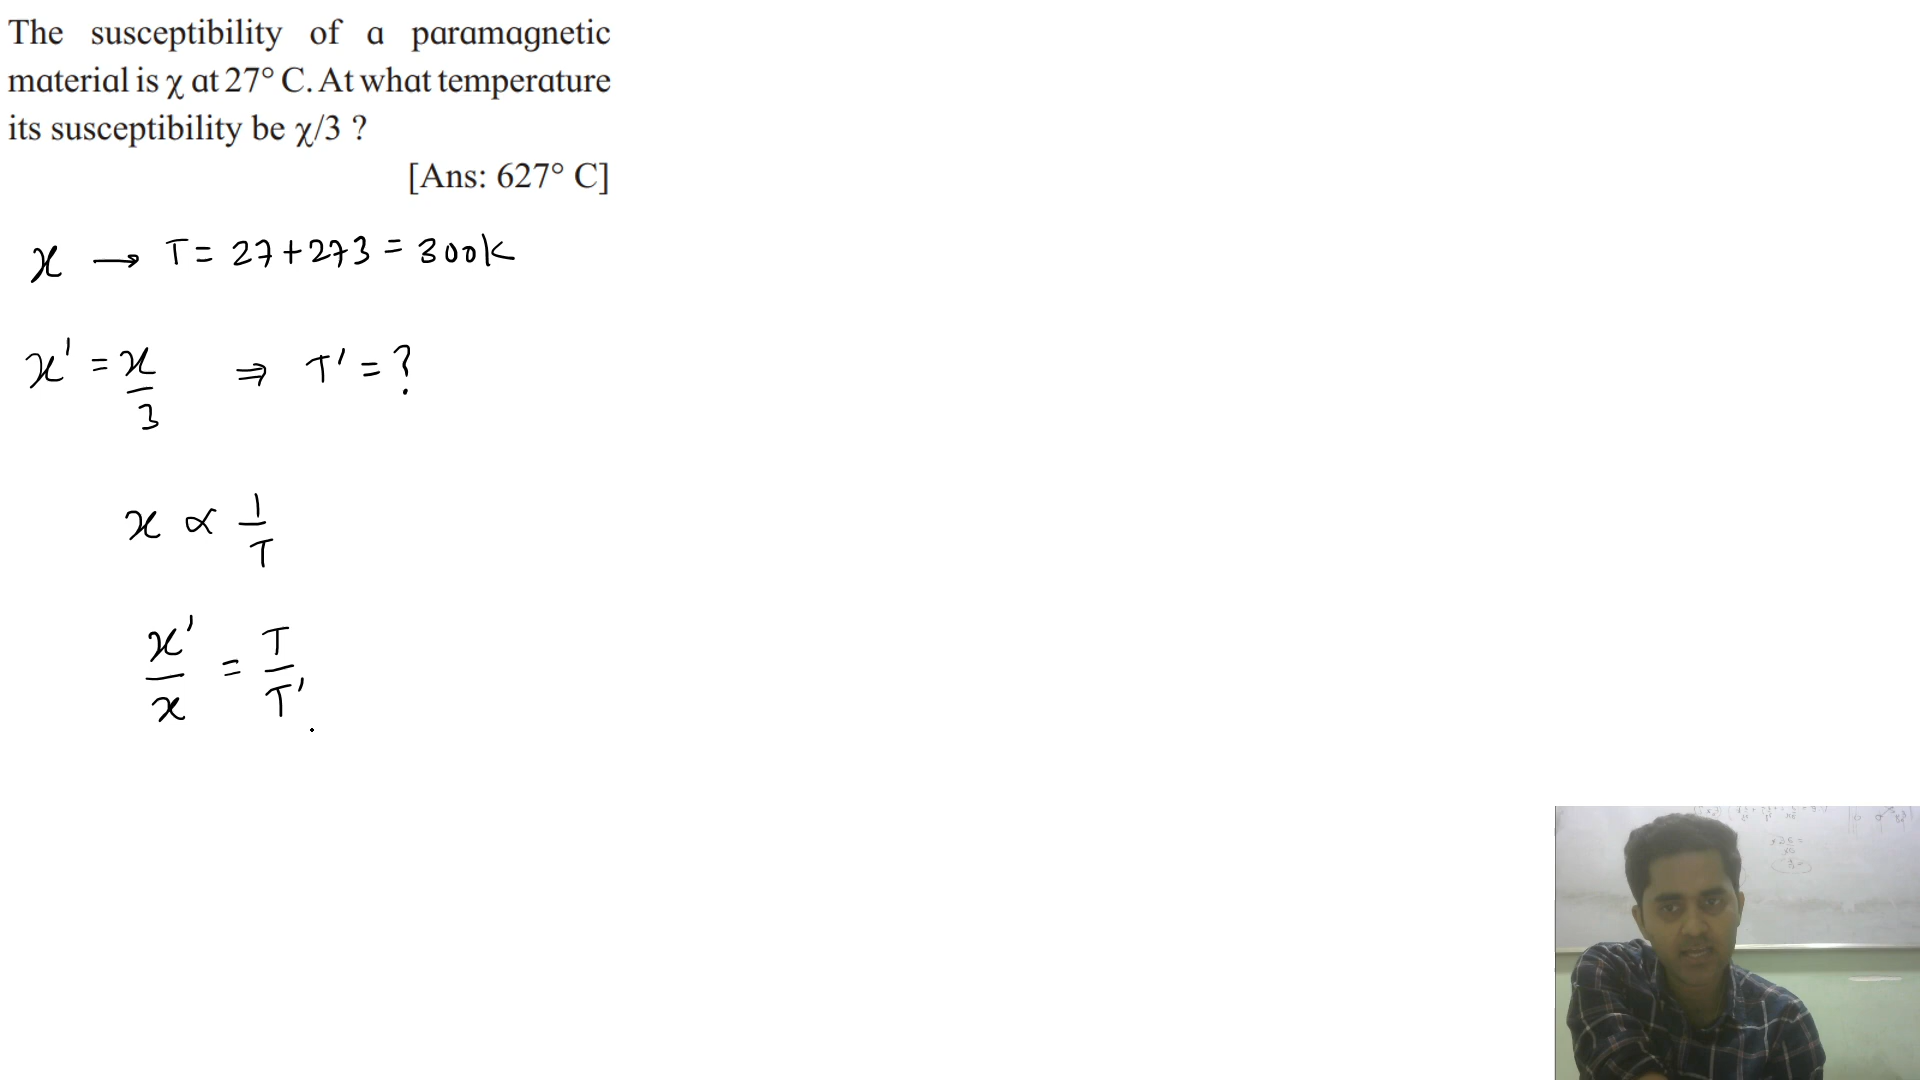 The susceptibility of a paramagnetic
material is χ at 27° C. At what temperature
its susceptibility be χ/3 ?
[Ans: 627° C]
χ → T = 27+273 = 300K
χ' = χ/3 ⇒ T' = ?
χ ∝ 1/T
χ'/χ = T/T'